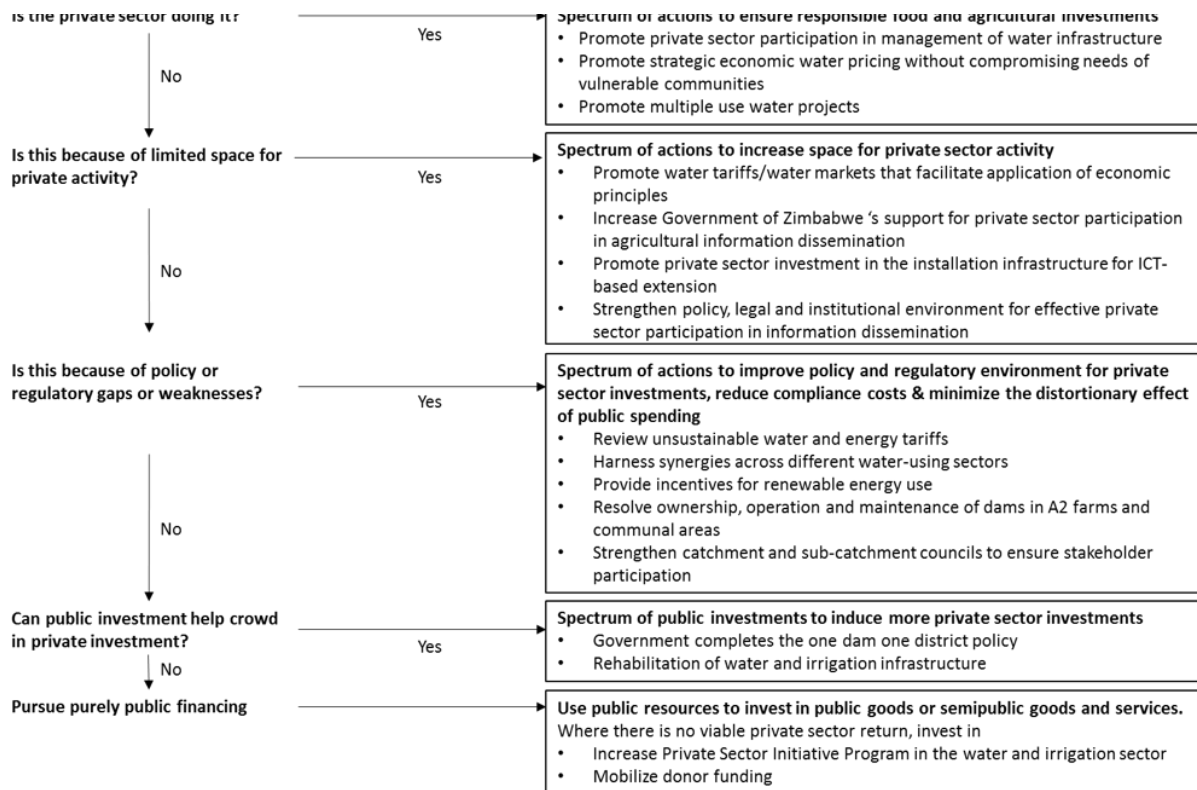 Is the private sector doing it?
Yes
Spectrum of actions to ensure responsible food and agricultural investments
• Promote private sector participation in management of water infrastructure
• Promote strategic economic water pricing without compromising needs of
vulnerable communities
• Promote multiple use water projects
No
Is this because of limited space for
private activity?
Yes
Spectrum of actions to increase space for private sector activity
• Promote water tariffs/water markets that facilitate application of economic
principles
• Increase Government of Zimbabwe ‘s support for private sector participation
in agricultural information dissemination
• Promote private sector investment in the installation infrastructure for ICT-
based extension
• Strengthen policy, legal and institutional environment for effective private
sector participation in information dissemination
No
Is this because of policy or
regulatory gaps or weaknesses?
Yes
Spectrum of actions to improve policy and regulatory environment for private
sector investments, reduce compliance costs & minimize the distortionary effect
of public spending
• Review unsustainable water and energy tariffs
• Harness synergies across different water-using sectors
• Provide incentives for renewable energy use
• Resolve ownership, operation and maintenance of dams in A2 farms and
communal areas
• Strengthen catchment and sub-catchment councils to ensure stakeholder
participation
No
Can public investment help crowd
in private investment?
Yes
Spectrum of public investments to induce more private sector investments
• Government completes the one dam one district policy
• Rehabilitation of water and irrigation infrastructure
No
Pursue purely public financing
Use public resources to invest in public goods or semipublic goods and services.
Where there is no viable private sector return, invest in
• Increase Private Sector Initiative Program in the water and irrigation sector
• Mobilize donor funding